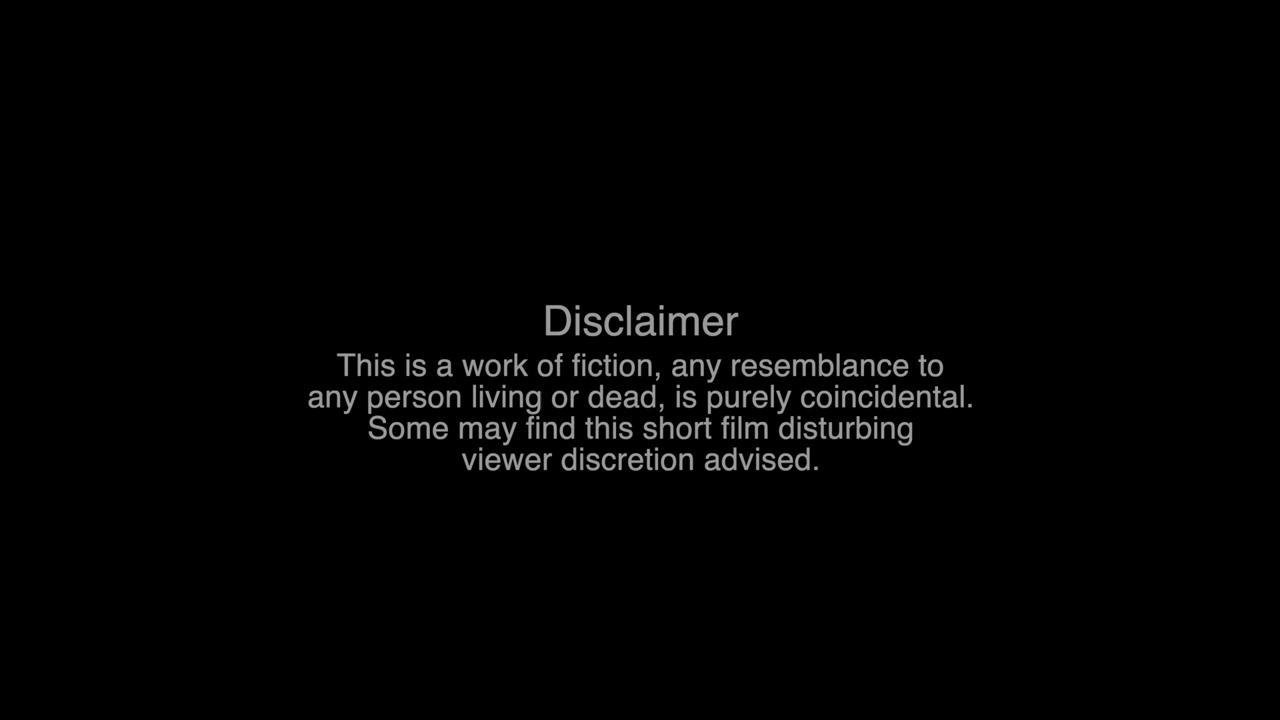 Disclaimer
This is a work of fiction, any resemblance to
any person living or dead, is purely coincidental.
Some may find this short film disturbing
viewer discretion advised.